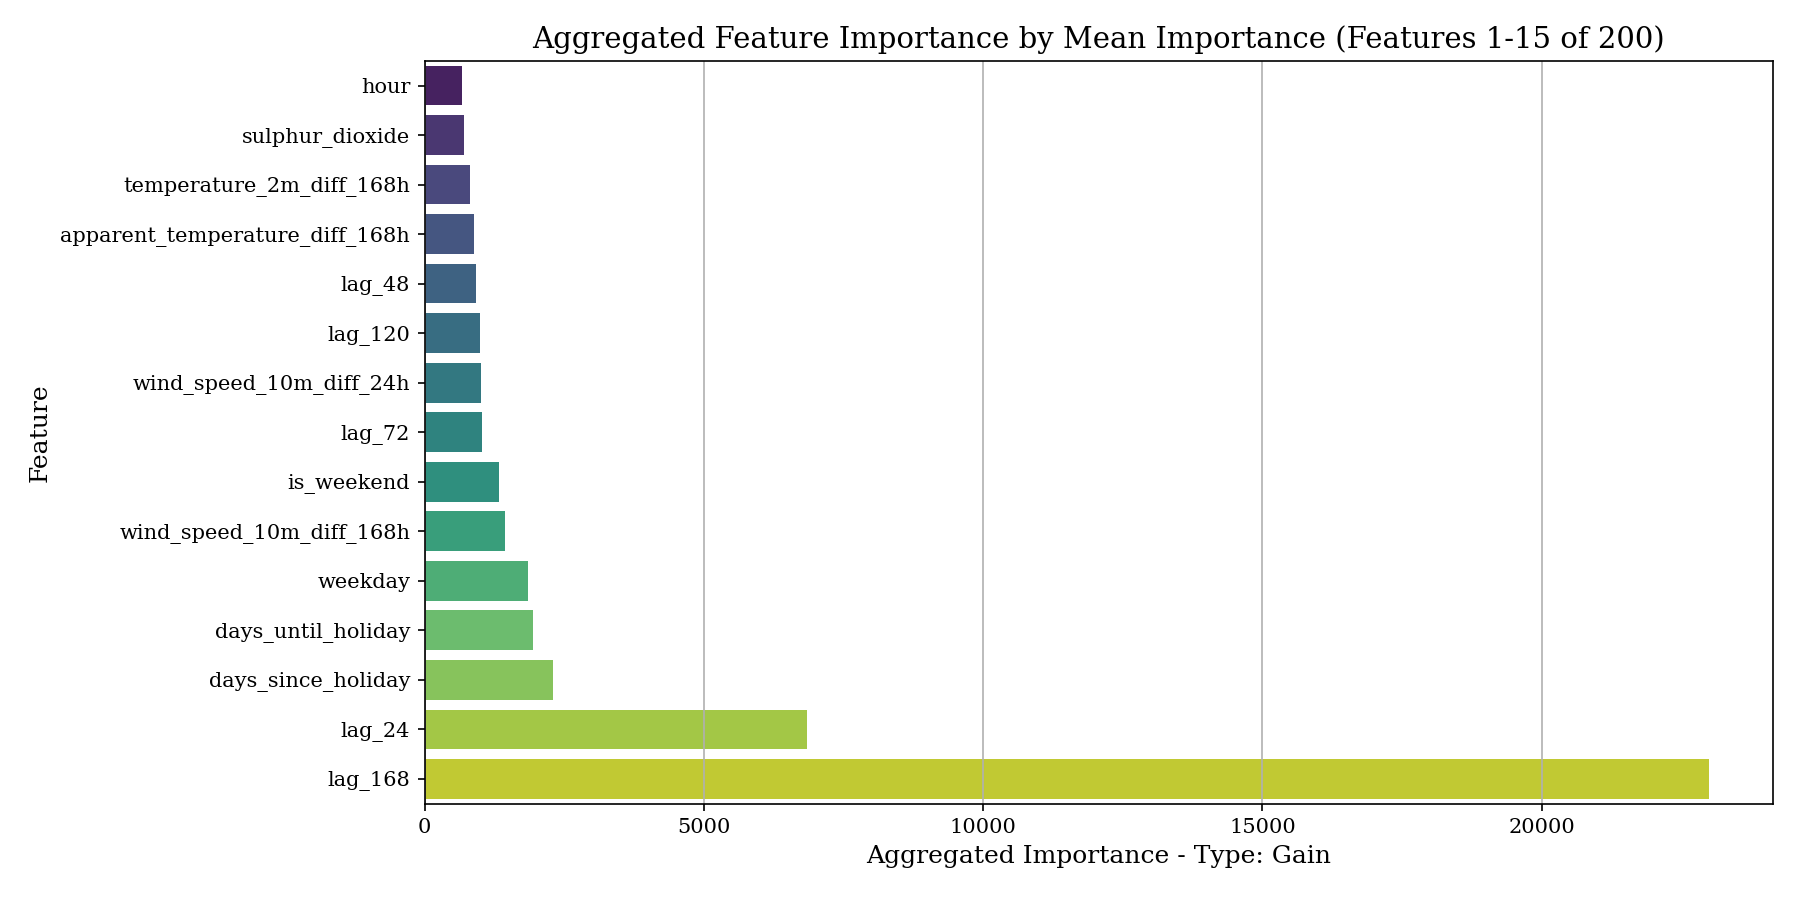 Aggregated Feature Importance by Mean Importance (Features 1-15 of 200)
Feature
hour
sulphur_dioxide
temperature_2m_diff_168h
apparent_temperature_diff_168h
lag_48
lag_120
wind_speed_10m_diff_24h
lag_72
is_weekend
wind_speed_10m_diff_168h
weekday
days_until_holiday
days_since_holiday
lag_24
lag_168
0 5000 10000 15000 20000
Aggregated Importance - Type: Gain